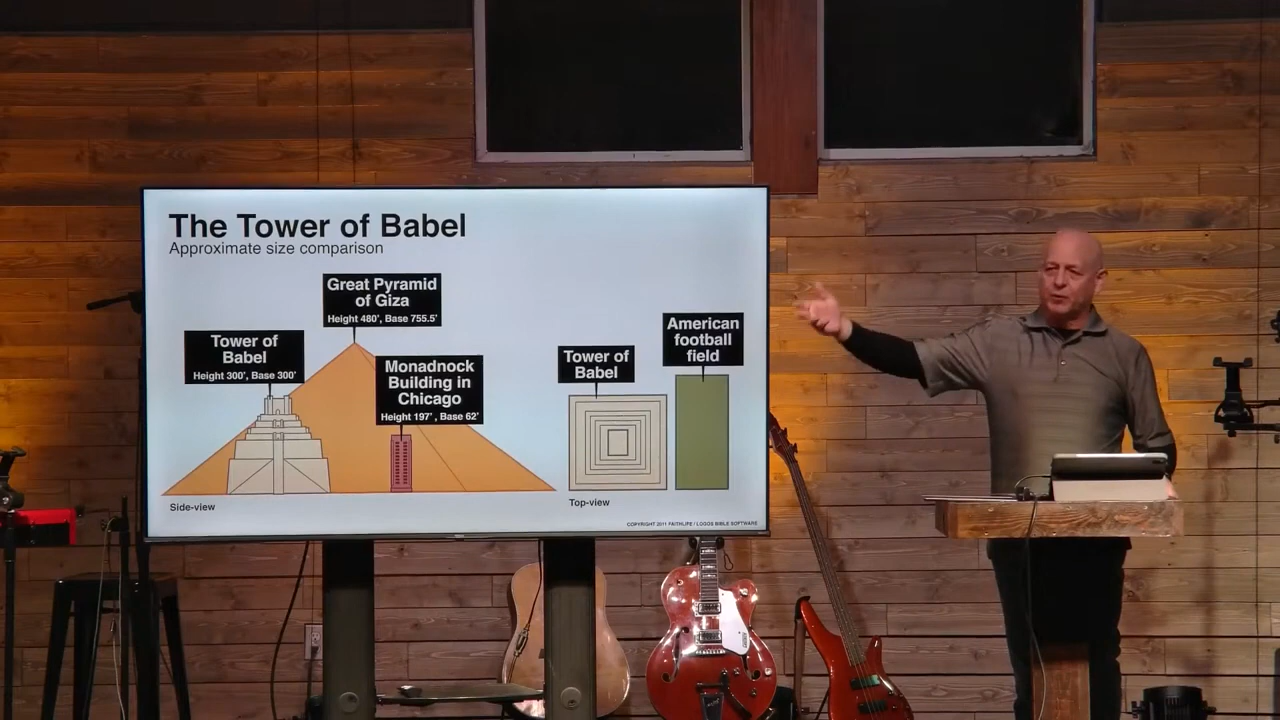 The Tower of Babel
Approximate size comparison
Great Pyramid
of Giza
Height 480', Base 755.5'
Tower of
Babel
Height 300', Base 300'
Monadnock
Building in
Chicago
Height 197' , Base 62'
Side-view
Tower of
Babel
American
football
field
Top-view
COPYRIGHT 2011 FAITHLIFE / LOGOS BIBLE SOFTWARE